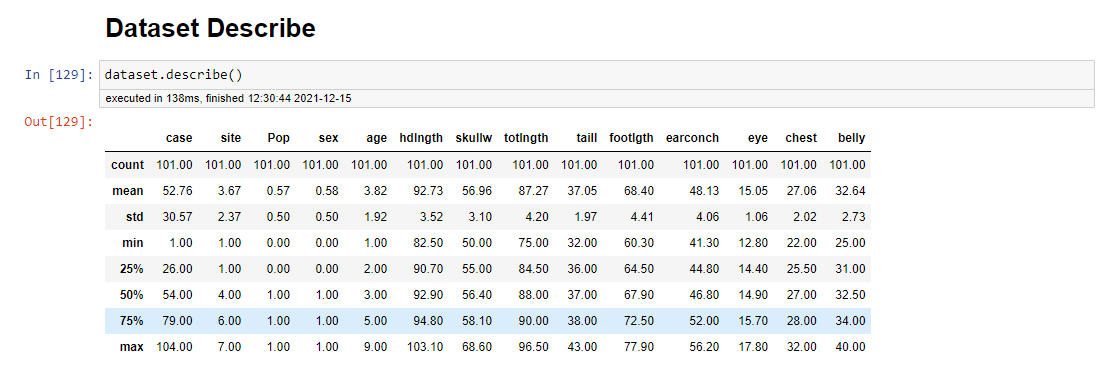 Dataset Describe
In [129]: dataset.describe()
executed in 138ms, finished 12:30:44 2021-12-15
Out[129]:
case site Pop sex age hdlngth skullw totlngth taill footlgth earconch eye chest belly
count 101.00 101.00 101.00 101.00 101.00 101.00 101.00 101.00 101.00 101.00 101.00 101.00 101.00 101.00
mean 52.76 3.67 0.57 0.58 3.82 92.73 56.96 87.27 37.05 68.40 48.13 15.05 27.06 32.64
std 30.57 2.37 0.50 0.50 1.92 3.52 3.10 4.20 1.97 4.41 4.06 1.06 2.02 2.73
min 1.00 1.00 0.00 0.00 1.00 82.50 50.00 75.00 32.00 60.30 41.30 12.80 22.00 25.00
25% 26.00 1.00 0.00 0.00 2.00 90.70 55.00 84.50 36.00 64.50 44.80 14.40 25.50 31.00
50% 54.00 4.00 1.00 1.00 3.00 92.90 56.40 88.00 37.00 67.90 46.80 14.90 27.00 32.50
75% 79.00 6.00 1.00 1.00 5.00 94.80 58.10 90.00 38.00 72.50 52.00 15.70 28.00 34.00
max 104.00 7.00 1.00 1.00 9.00 103.10 68.60 96.50 43.00 77.90 56.20 17.80 32.00 40.00